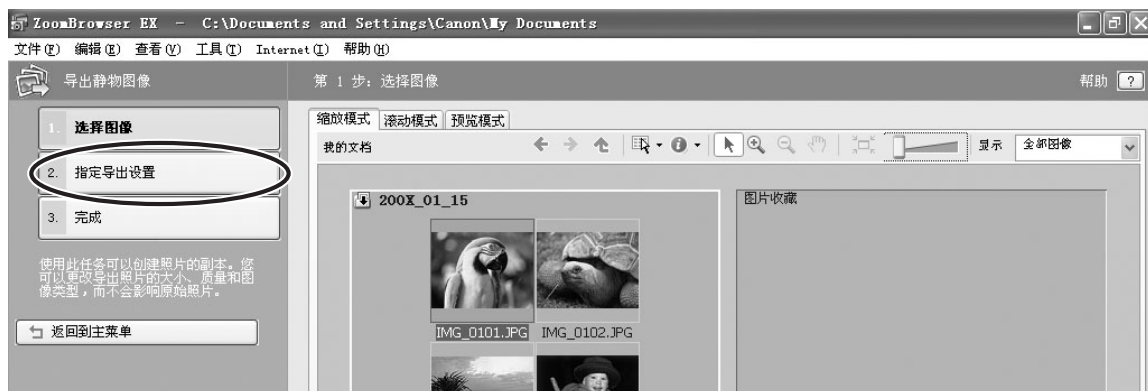 ZoomBrowser EX - C:\Documents and Settings\Canon\My Documents
文件(F) 编辑(E) 查看(V) 工具(T) Internet(I) 帮助(H)
导出静物图像
第 1 步: 选择图像
帮助 ?
1. 选择图像
2. 指定导出设置
3. 完成
使用此任务可以创建照片的副本。您
可以更改导出照片的大小、质量和图
像类型，而不会影响原始照片。
返回到主菜单
缩放模式 滚动模式 预览模式
我的文档
显示 全部图像
200X_01_15
IMG_0101.JPG IMG_0102.JPG
图片收藏